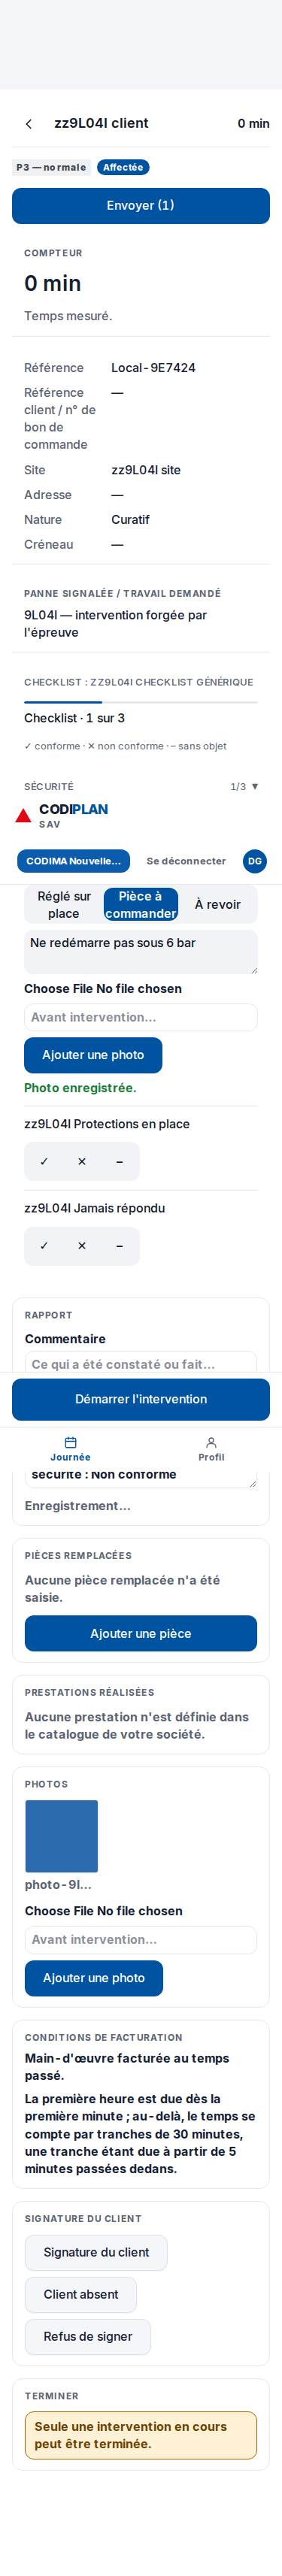 zz9L04I client
0 min
P3 — normale
Affectée
Envoyer (1)
COMPTEUR
0 min
Temps mesuré.
Référence
Local-9E7424
Référence
client / n° de
bon de
commande
—
Site
zz9L04I site
Adresse
—
Nature
Curatif
Créneau
—
PANNE SIGNALÉE / TRAVAIL DEMANDÉ
9L04I — intervention forgée par
l'épreuve
CHECKLIST : ZZ9L04I CHECKLIST GÉNÉRIQUE
Checklist · 1 sur 3
✓ conforme · ✕ non conforme · – sans objet
SÉCURITÉ
1/3 ▼
CODIPLAN
SAV
CODIMA Nouvelle...
Se déconnecter
DG
Réglé sur
place
Pièce à
commander
À revoir
Ne redémarre pas sous 6 bar
Choose File No file chosen
Avant intervention...
Ajouter une photo
Photo enregistrée.
zz9L04I Protections en place
✓ ✕ –
zz9L04I Jamais répondu
✓ ✕ –
RAPPORT
Commentaire
Ce qui a été constaté ou fait...
Démarrer l'intervention
Journée
Profil
sécurité : Non conforme
Enregistrement...
PIÈCES REMPLACÉES
Aucune pièce remplacée n'a été
saisie.
Ajouter une pièce
PRESTATIONS RÉALISÉES
Aucune prestation n'est définie dans
le catalogue de votre société.
PHOTOS
photo-9l...
Choose File No file chosen
Avant intervention...
Ajouter une photo
CONDITIONS DE FACTURATION
Main-d'œuvre facturée au temps
passé.
La première heure est due dès la
première minute ; au-delà, le temps se
compte par tranches de 30 minutes,
une tranche étant due à partir de 5
minutes passées dedans.
SIGNATURE DU CLIENT
Signature du client
Client absent
Refus de signer
TERMINER
Seule une intervention en cours
peut être terminée.